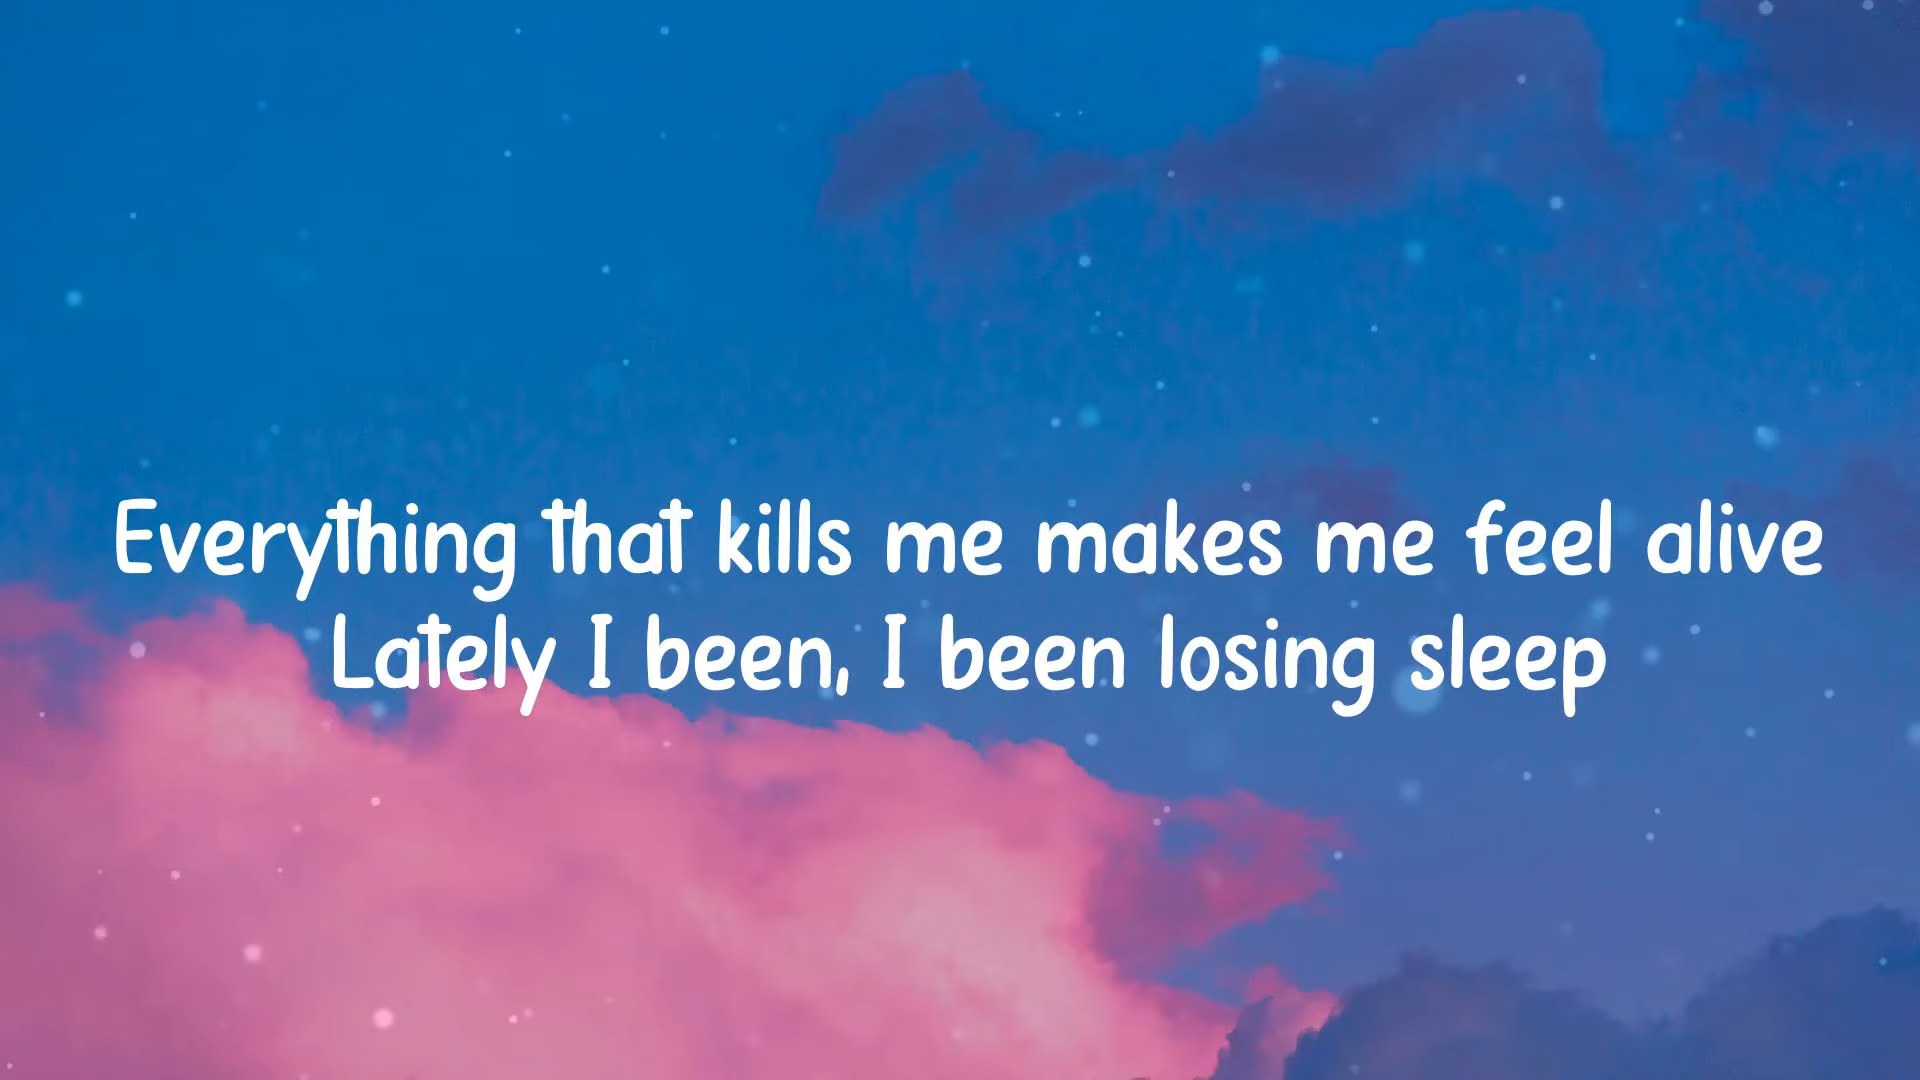 Everything that kills me makes me feel alive
Lately I been, I been losing sleep